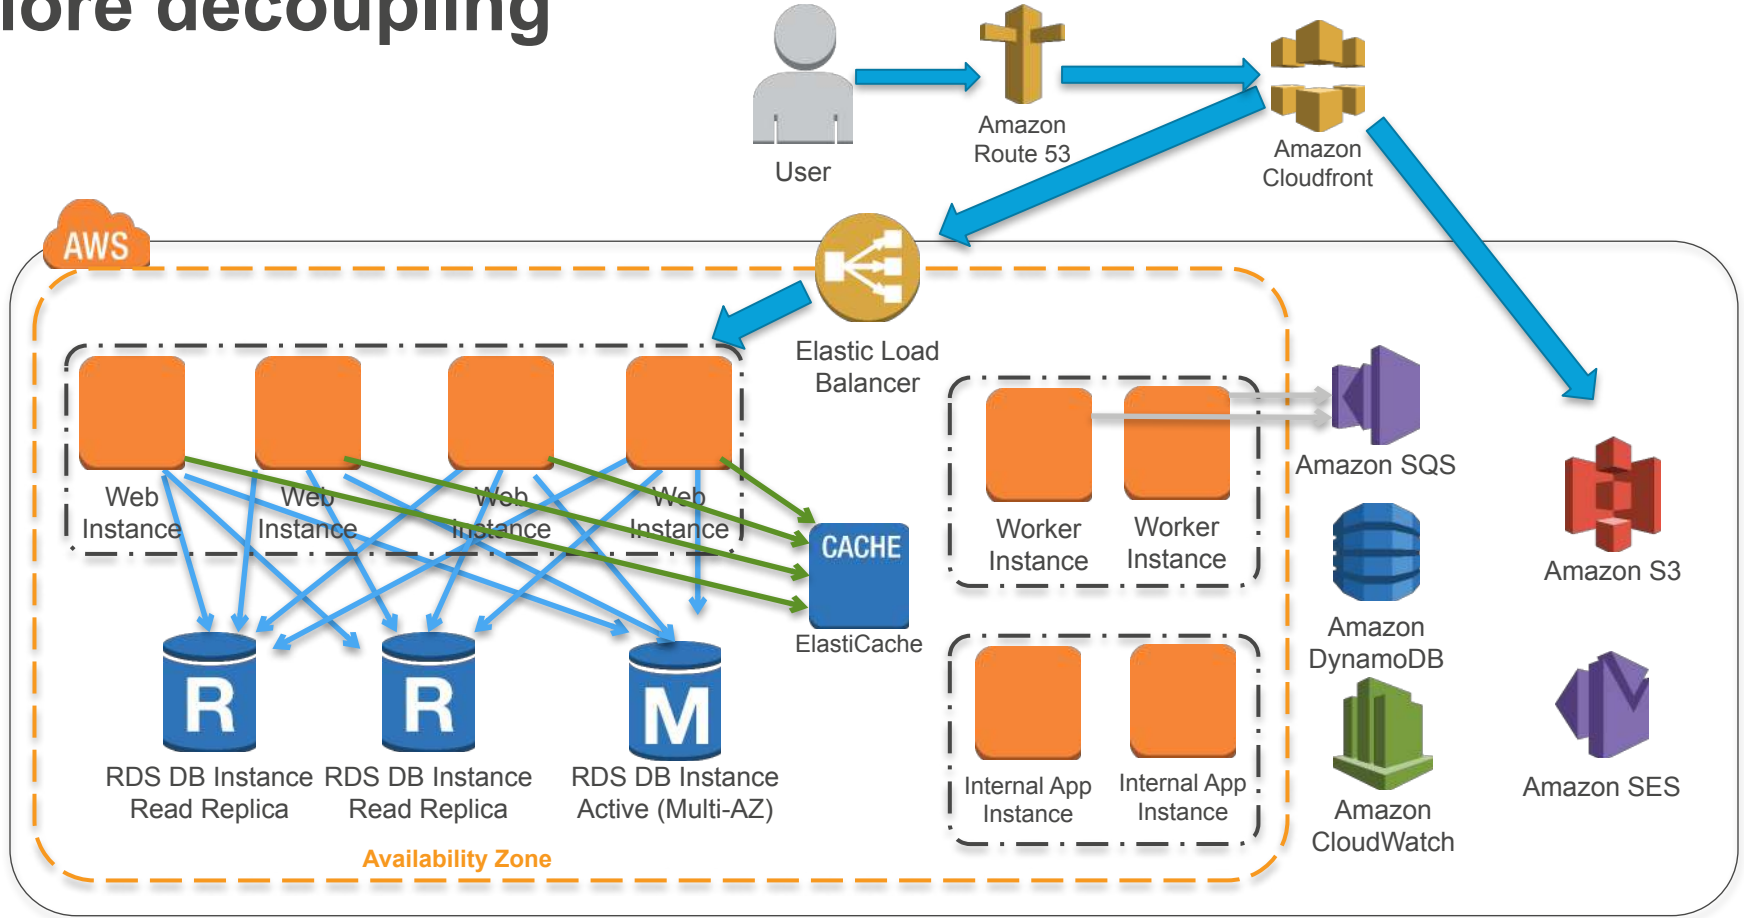 lore decoupling
User
Amazon
Route 53
Amazon
Cloudfront
AWS
Elastic Load
Balancer
Web
Instance
Web
Instance
Web
Instance
Web
Instance
CACHE
ElastiCache
Worker
Instance
Worker
Instance
Amazon SQS
Amazon S3
Amazon
DynamoDB
R
R
M
RDS DB Instance
Read Replica
RDS DB Instance
Read Replica
RDS DB Instance
Active (Multi-AZ)
Internal App
Instance
Internal App
Instance
Amazon
CloudWatch
Amazon SES
Availability Zone